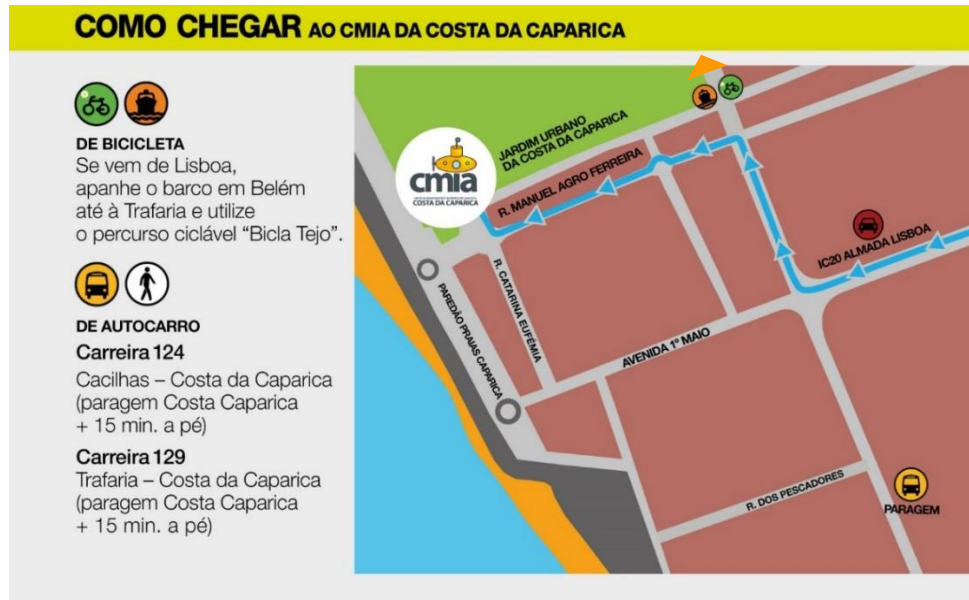 COMO CHEGAR AO CMIA DA COSTA DA CAPARICA
DE BICICLETA
Se vem de Lisboa,
apanhe o barco em Belém
até à Trafaria e utilize
o percurso ciclável “Bicla Tejo”.
DE AUTOCARRO
Carreira 124
Cacilhas – Costa da Caparica
(paragem Costa Caparica
+ 15 min. a pé)
Carreira 129
Trafaria – Costa da Caparica
(paragem Costa Caparica
+ 15 min. a pé)
JARDIM URBANO
DA COSTA DA CAPARICA
cmia
COSTA DA CAPARICA
R. MANUEL AGRO FERREIRA
IC20 ALMADA LISBOA
R. CATARINA EUFÉMIA
PAREDÃO PRAIAS CAPARICA
AVENIDA 1º MAIO
R. DOS PESCADORES
PARAGEM